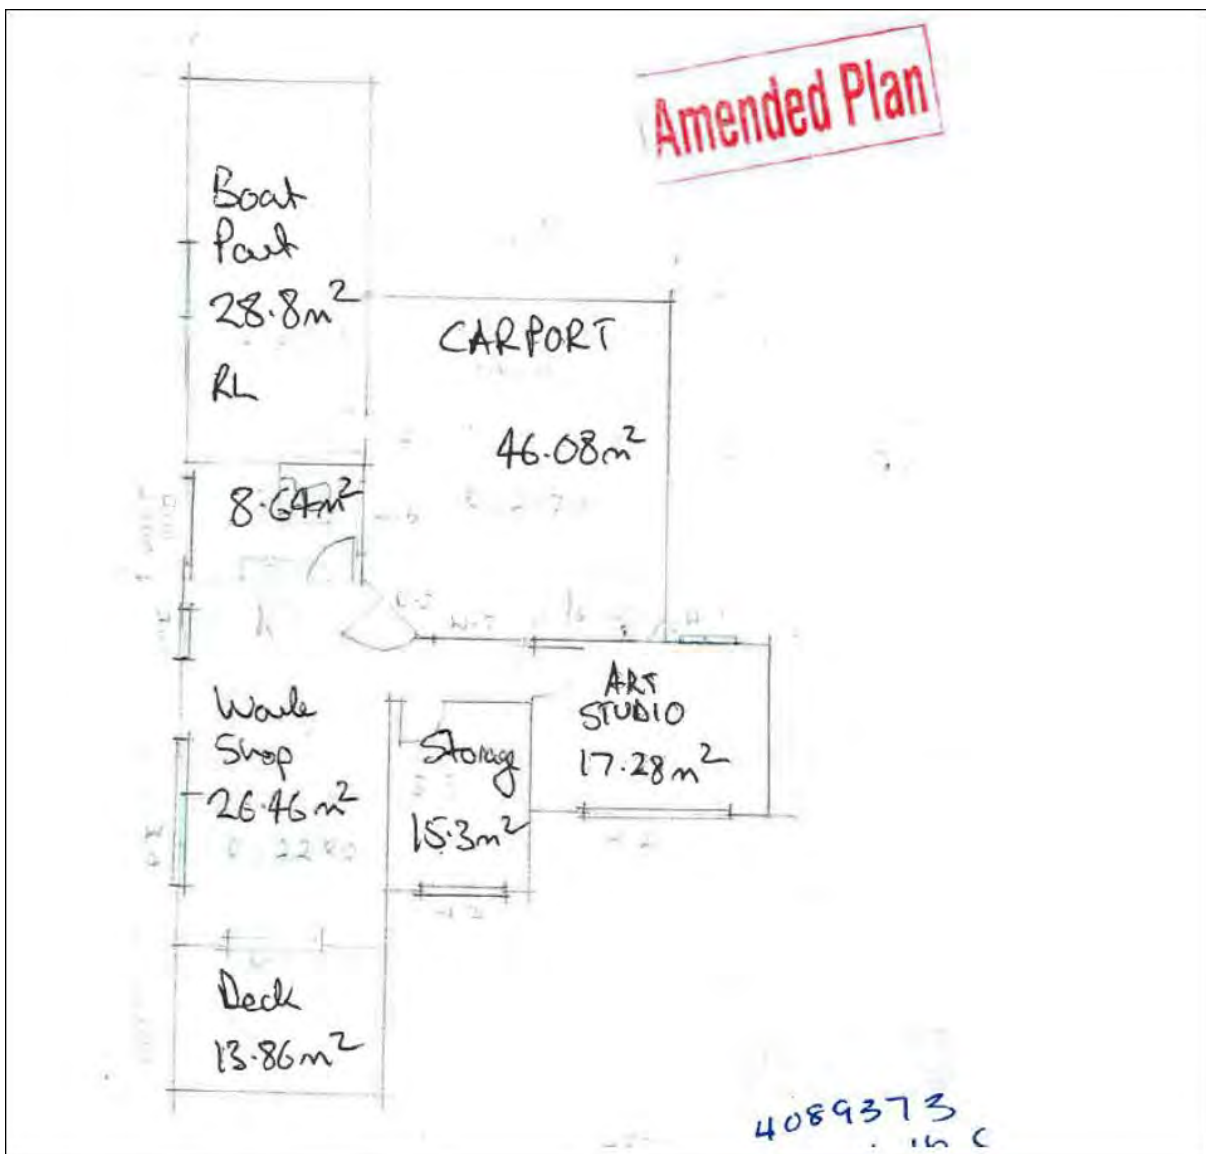 Amended Plan
Boat
Port
28.8m²
RL
CARPORT
46.08m²
8.64m²
Work
Shop
26.46m²
Storage
15.3m²
ART
STUDIO
17.28m²
Deck
13.86m²
4089373